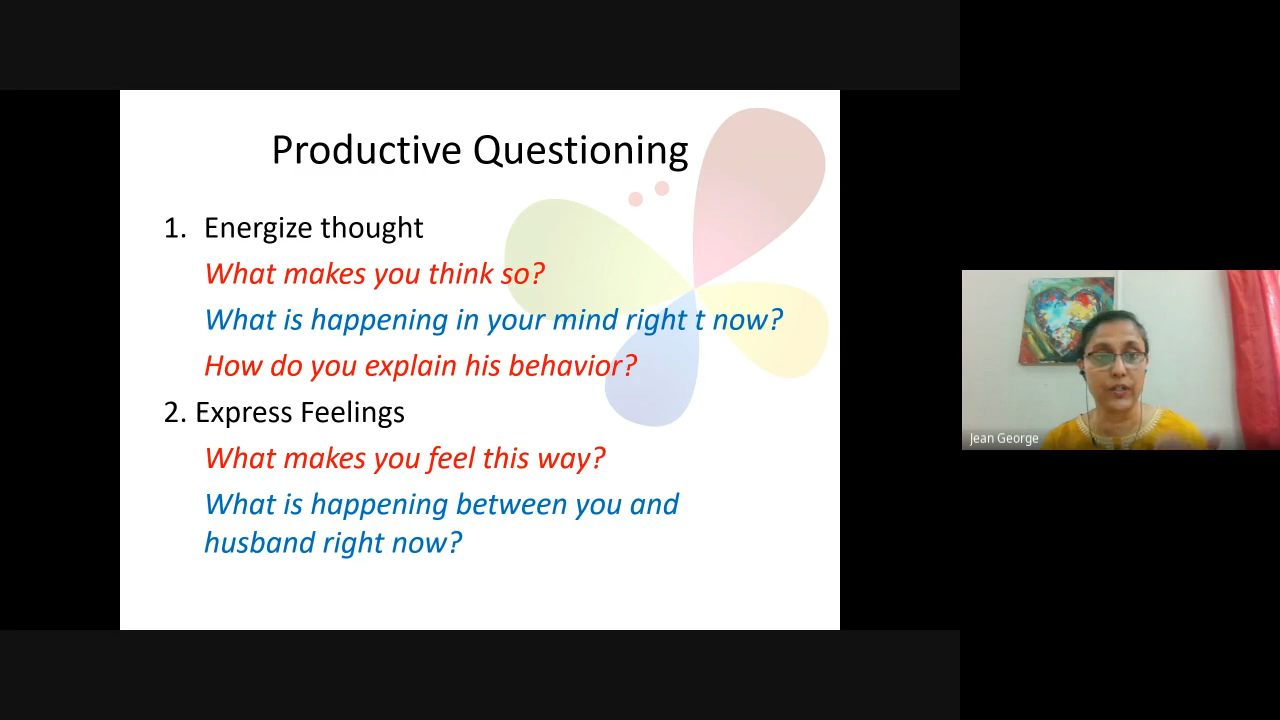 Productive Questioning
1. Energize thought
What makes you think so?
What is happening in your mind right t now?
How do you explain his behavior?
2. Express Feelings
What makes you feel this way?
What is happening between you and
husband right now?
Jean George